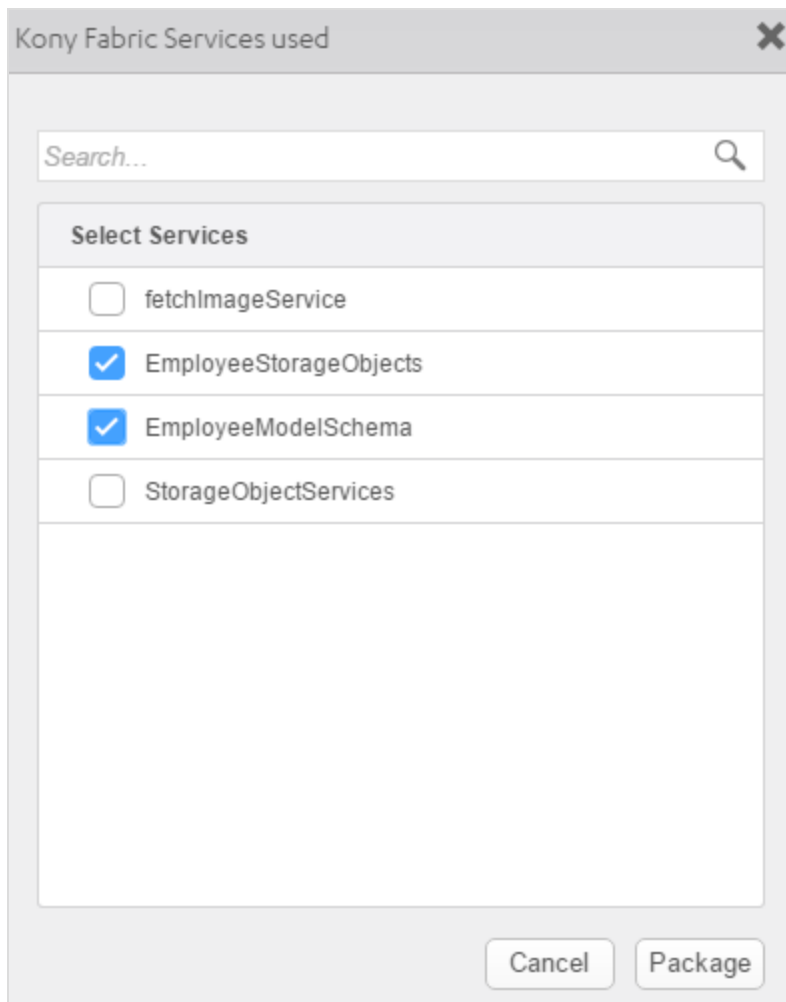 Kony Fabric Services used
Search...
Select Services
fetchImageService
EmployeeStorageObjects
EmployeeModelSchema
StorageObjectServices
Cancel Package